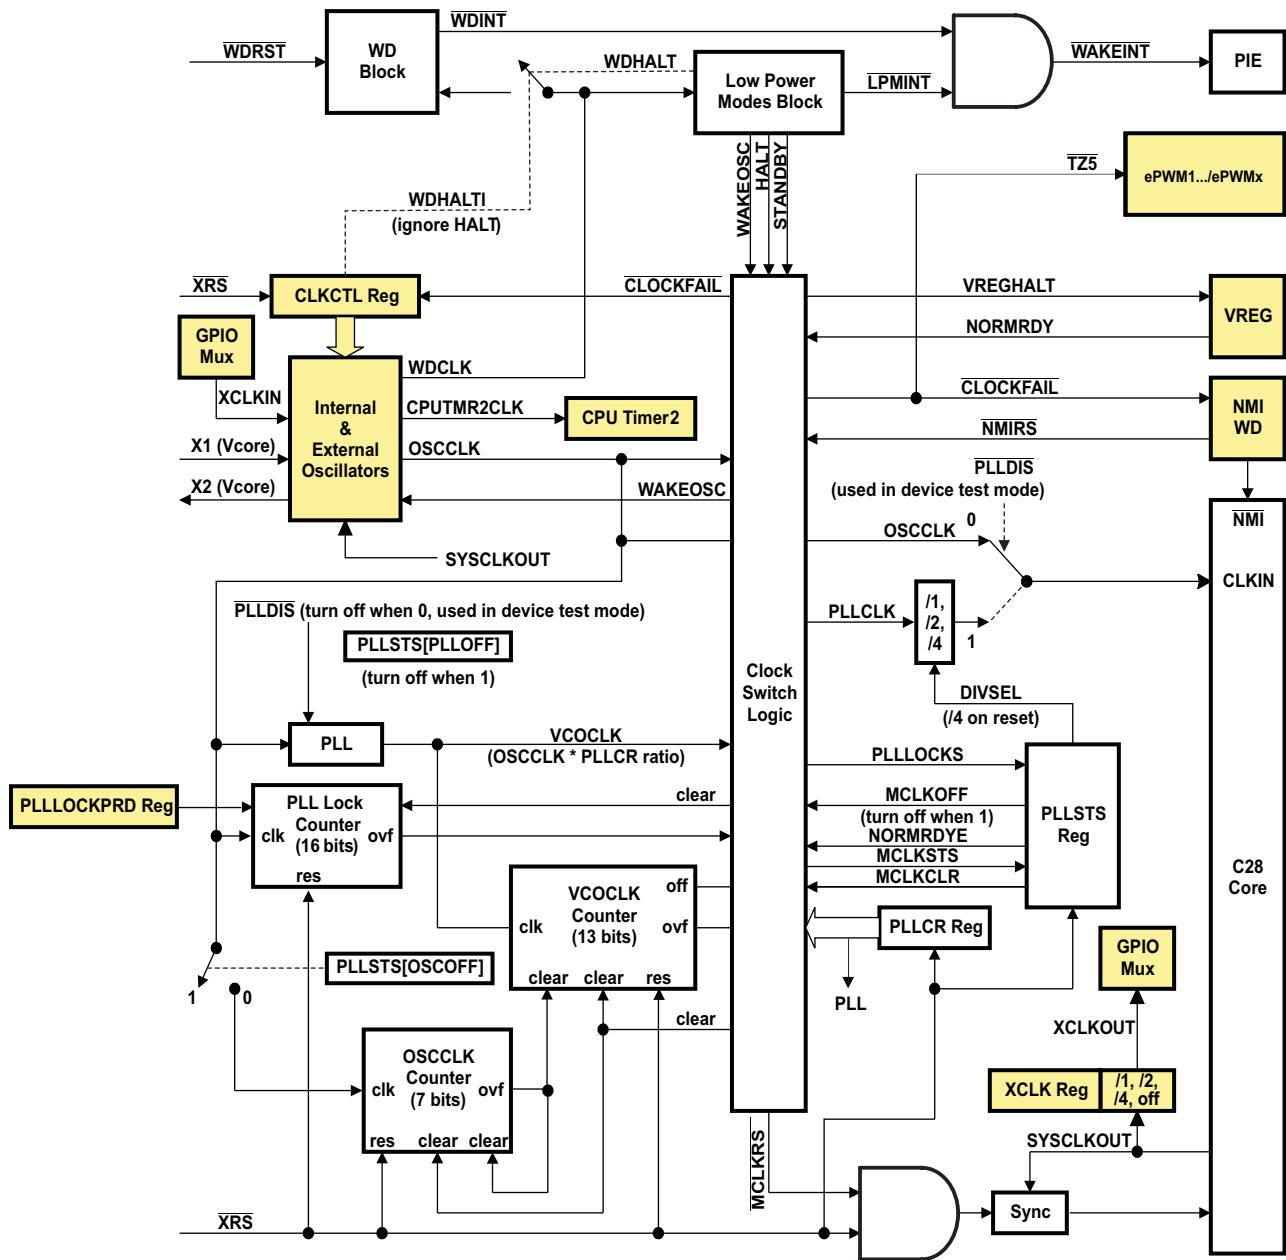 WDINT
WDRST
WD
Block
WDHALT
Low Power
Modes Block
LPMINT
WAKEINT
PIE
WAKEOSC
HALT
STANDBY
TZ5
ePWM1.../ePWMx
WDHALTI
(ignore HALT)
XRS
CLKCTL Reg
CLOCKFAIL
VREGHALT
NORMRDY
VREG
GPIO
Mux
XCLKIN
WDCLK
CPUTMR2CLK
CPU Timer2
CLOCKFAIL
NMIRS
NMI
WD
Internal
&
External
Oscillators
X1 (Vcore)
OSCCLK
X2 (Vcore)
WAKEOSC
PLLDIS
(used in device test mode)
SYSCLKOUT
OSCCLK
0
NMI
CLKIN
PLLDIS (turn off when 0, used in device test mode)
PLLSTS[PLLOFF]
(turn off when 1)
PLLCLK
/1,
/2,
/4
1
Clock
Switch
Logic
DIVSEL
(/4 on reset)
PLL
VCOCLK
(OSCCLK * PLLCR ratio)
PLLLOCKS
MCLKOFF
(turn off when 1)
NORMRDYE
MCLKSTS
MCLKCLR
PLLSTS
Reg
PLLLOCKPRD Reg
PLL Lock
Counter
(16 bits)
clk
ovf
res
clear
C28
Core
VCOCLK
Counter
(13 bits)
clk
off
ovf
clear
clear
res
PLLCR Reg
PLL
GPIO
Mux
PLLSTS[OSCOFF]
1
0
clear
XCLKOUT
OSCCLK
Counter
(7 bits)
clk
ovf
res
clear
clear
XCLK Reg
/1, /2,
/4, off
SYSCLKOUT
MCLKRS
Sync
XRS